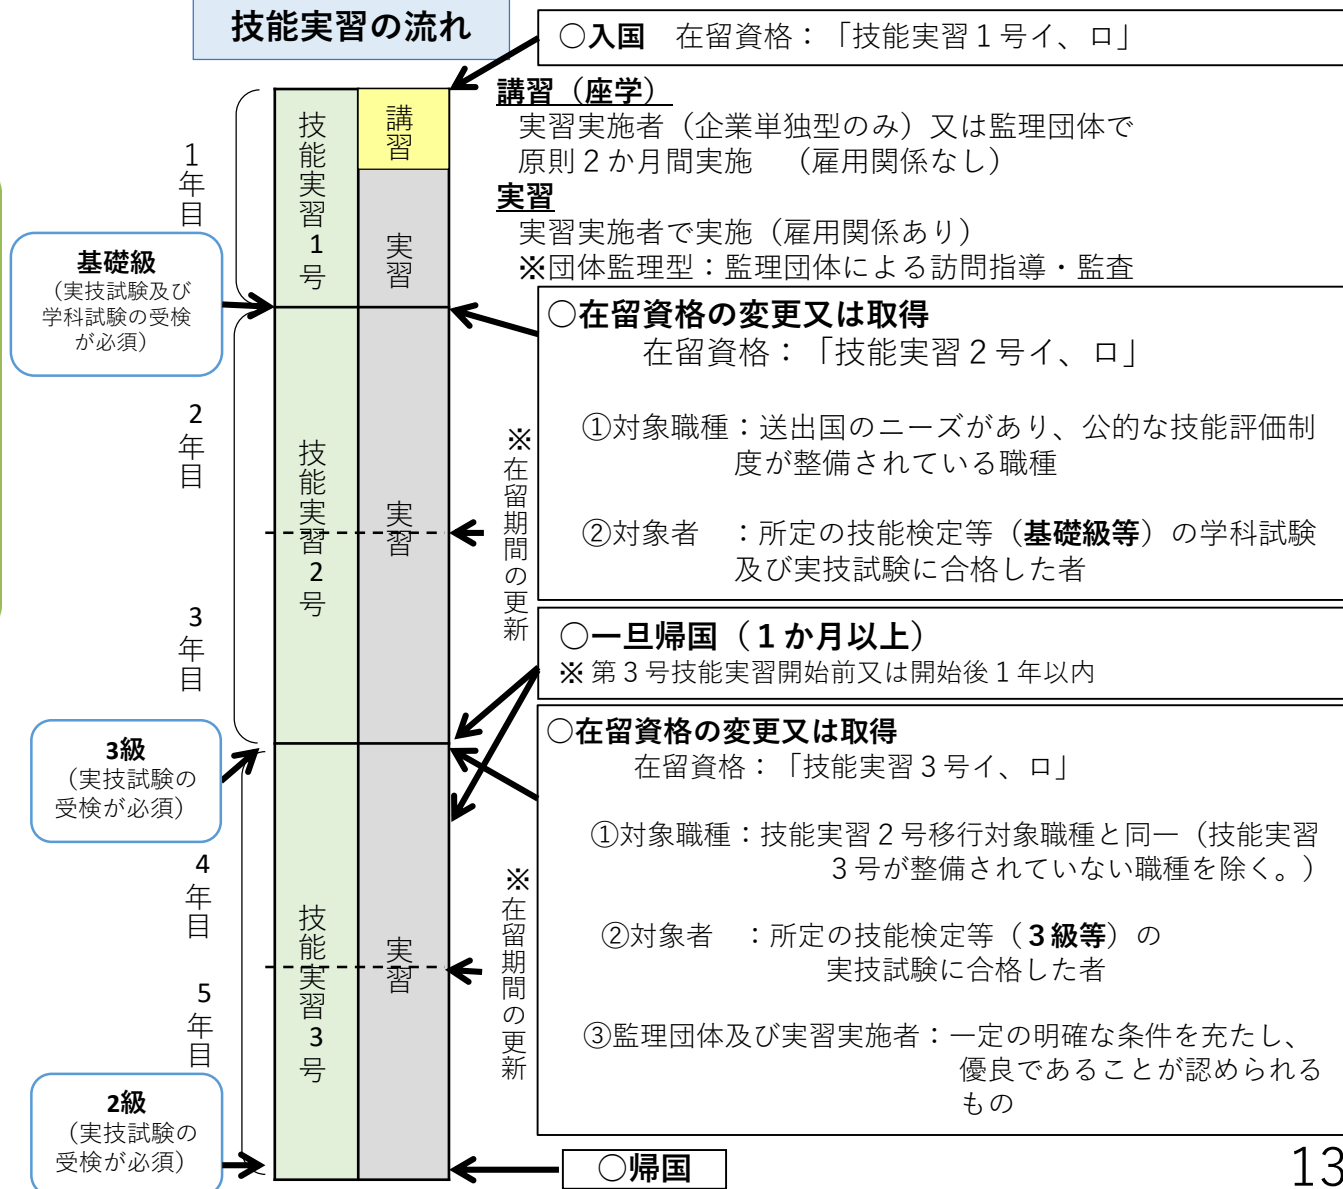 技能実習の流れ
○入国　在留資格：「技能実習１号イ、ロ」
講習（座学）
実習実施者（企業単独型のみ）又は監理団体で
原則２か月間実施　（雇用関係なし）
実習
実習実施者で実施（雇用関係あり）
※団体監理型：監理団体による訪問指導・監査
1年目
技能実習1号
講習
実習
基礎級
（実技試験及び
学科試験の受検
が必須）
○在留資格の変更又は取得
在留資格：「技能実習２号イ、ロ」
①対象職種：送出国のニーズがあり、公的な技能評価制
度が整備されている職種
②対象者　：所定の技能検定等（基礎級等）の学科試験
及び実技試験に合格した者
2年目
技能実習2号
実習
※在留期間の更新
3年目
○一旦帰国（１か月以上）
※第３号技能実習開始前又は開始後１年以内
3級
（実技試験の
受検が必須）
○在留資格の変更又は取得
在留資格：「技能実習３号イ、ロ」
①対象職種：技能実習２号移行対象職種と同一（技能実習
３号が整備されていない職種を除く。）
②対象者　：所定の技能検定等（３級等）の
実技試験に合格した者
③監理団体及び実習実施者：一定の明確な条件を充たし、
優良であることが認められる
もの
4年目
技能実習3号
実習
※在留期間の更新
5年目
2級
（実技試験の
受検が必須）
○帰国
13